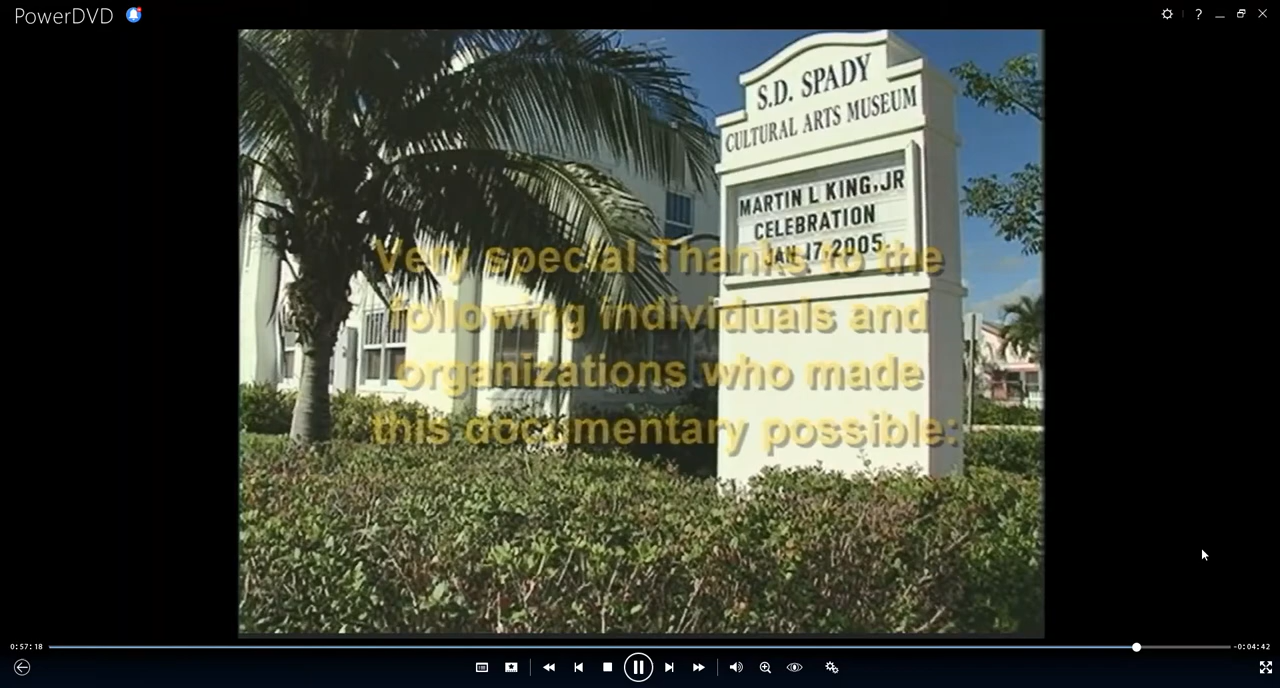 PowerDVD
S.D. SPADY
CULTURAL ARTS MUSEUM
MARTIN L KING, JR
CELEBRATION
JAN 17, 2005
Very special Thanks to the
following individuals and
organizations who made
this documentary possible:
0:57:18
-0:04:42